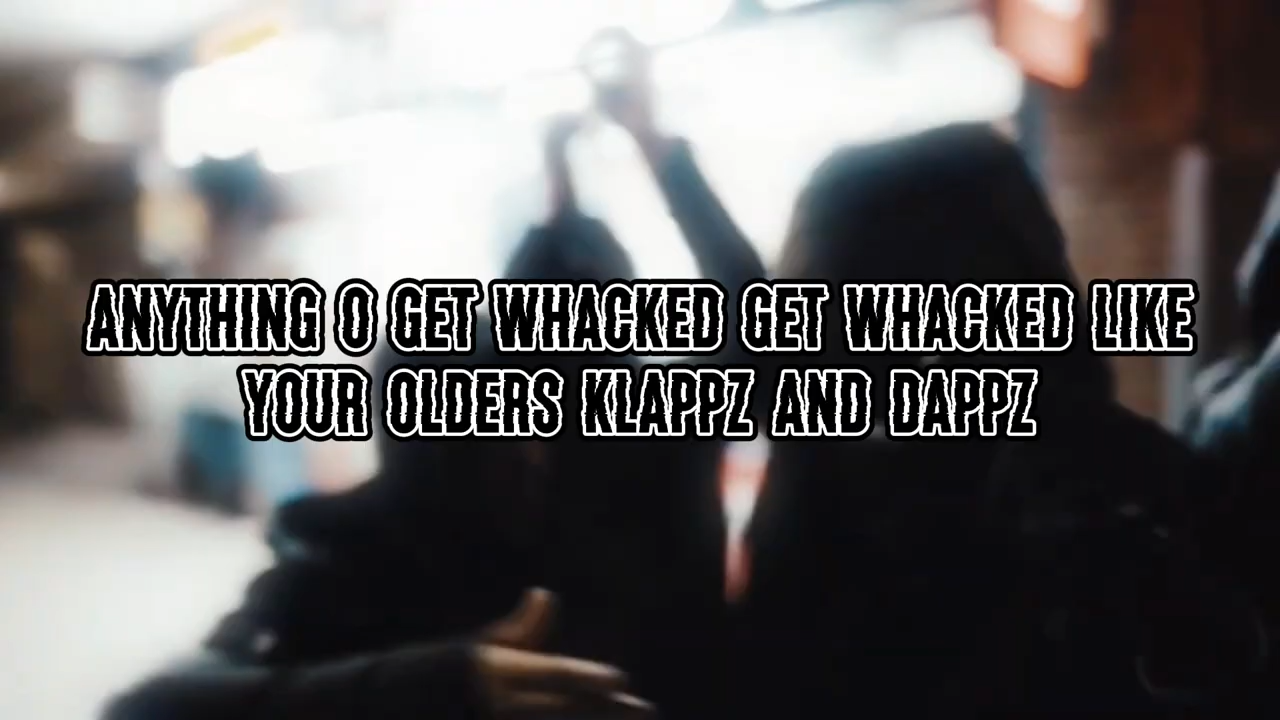 ANYTHING O GET WHACKED GET WHACKED LIKE
YOUR OLDERS KLAPPZ AND DAPPZ